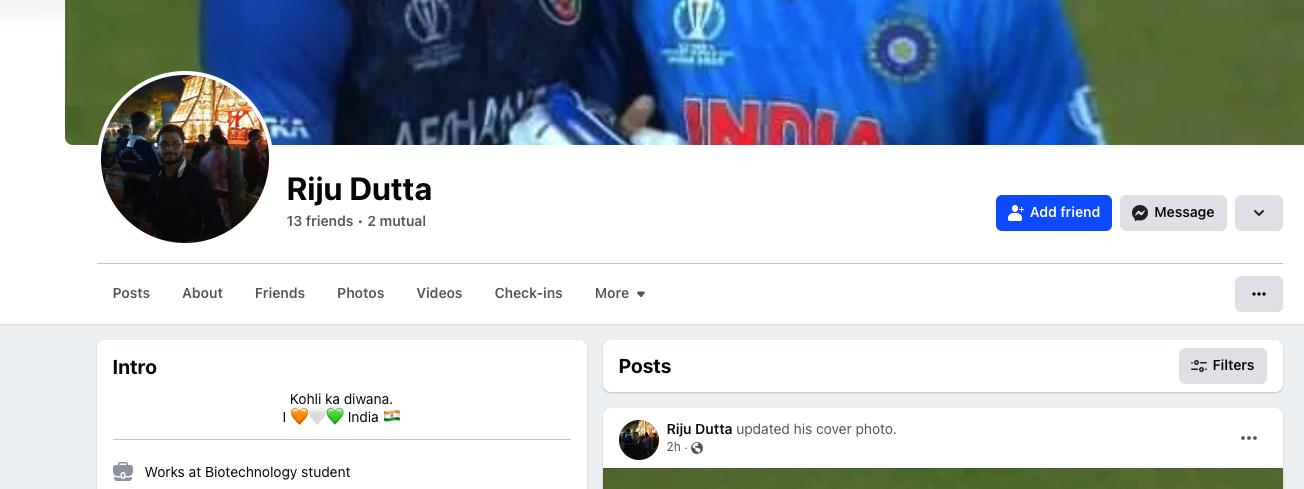 AFGHANIS
INDIA
Riju Dutta
13 friends · 2 mutual
Add friend
Message
Posts
About
Friends
Photos
Videos
Check-ins
More
Intro
Kohli ka diwana.
I 🧡🤍💚 India 🇮🇳
Works at Biotechnology student
Posts
Filters
Riju Dutta updated his cover photo.
2h ·